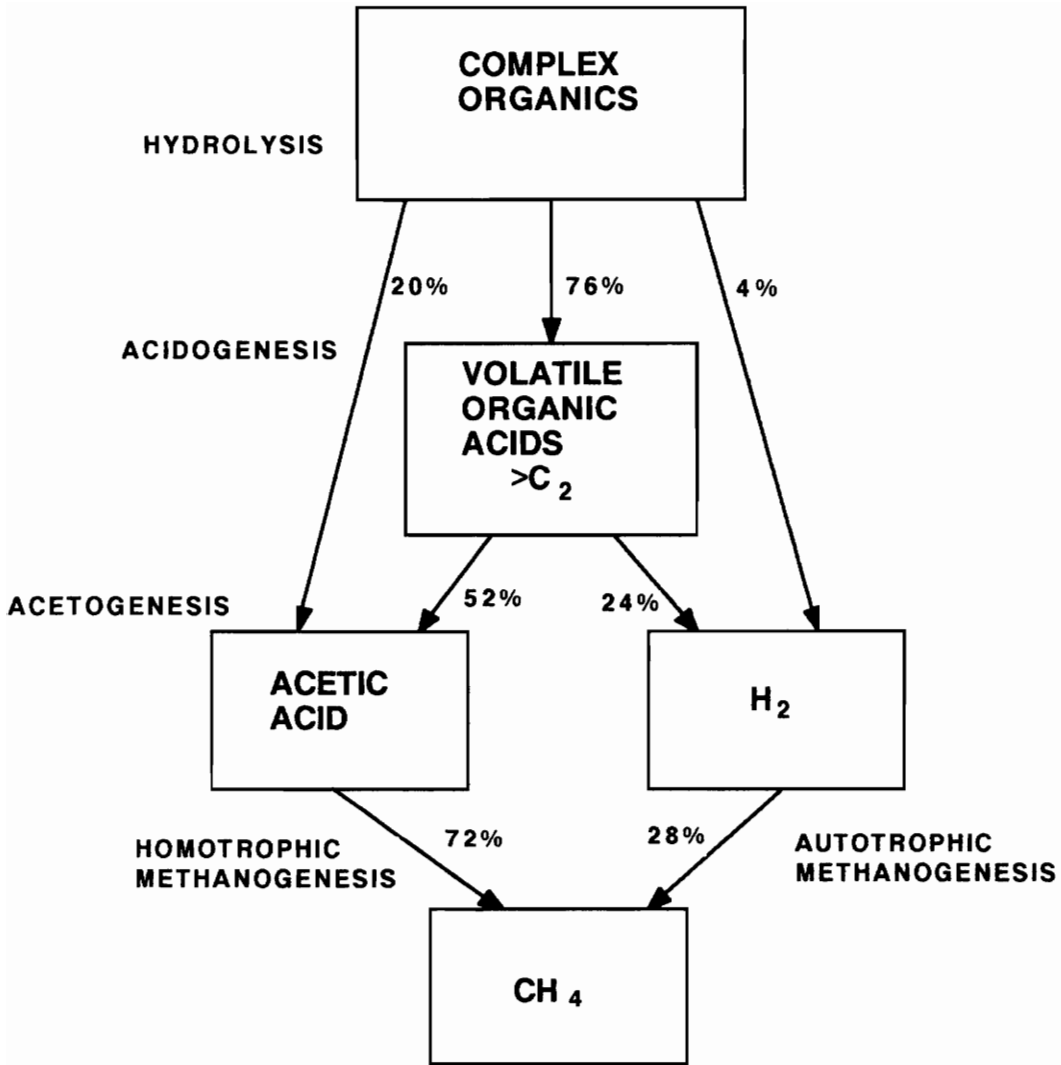 COMPLEX
ORGANICS
HYDROLYSIS
20%
76%
4%
ACIDOGENESIS
VOLATILE
ORGANIC
ACIDS
>C2
ACETOGENESIS
52%
24%
ACETIC
ACID
H2
HOMOTROPHIC
METHANOGENESIS
72%
28%
AUTOTROPHIC
METHANOGENESIS
CH4